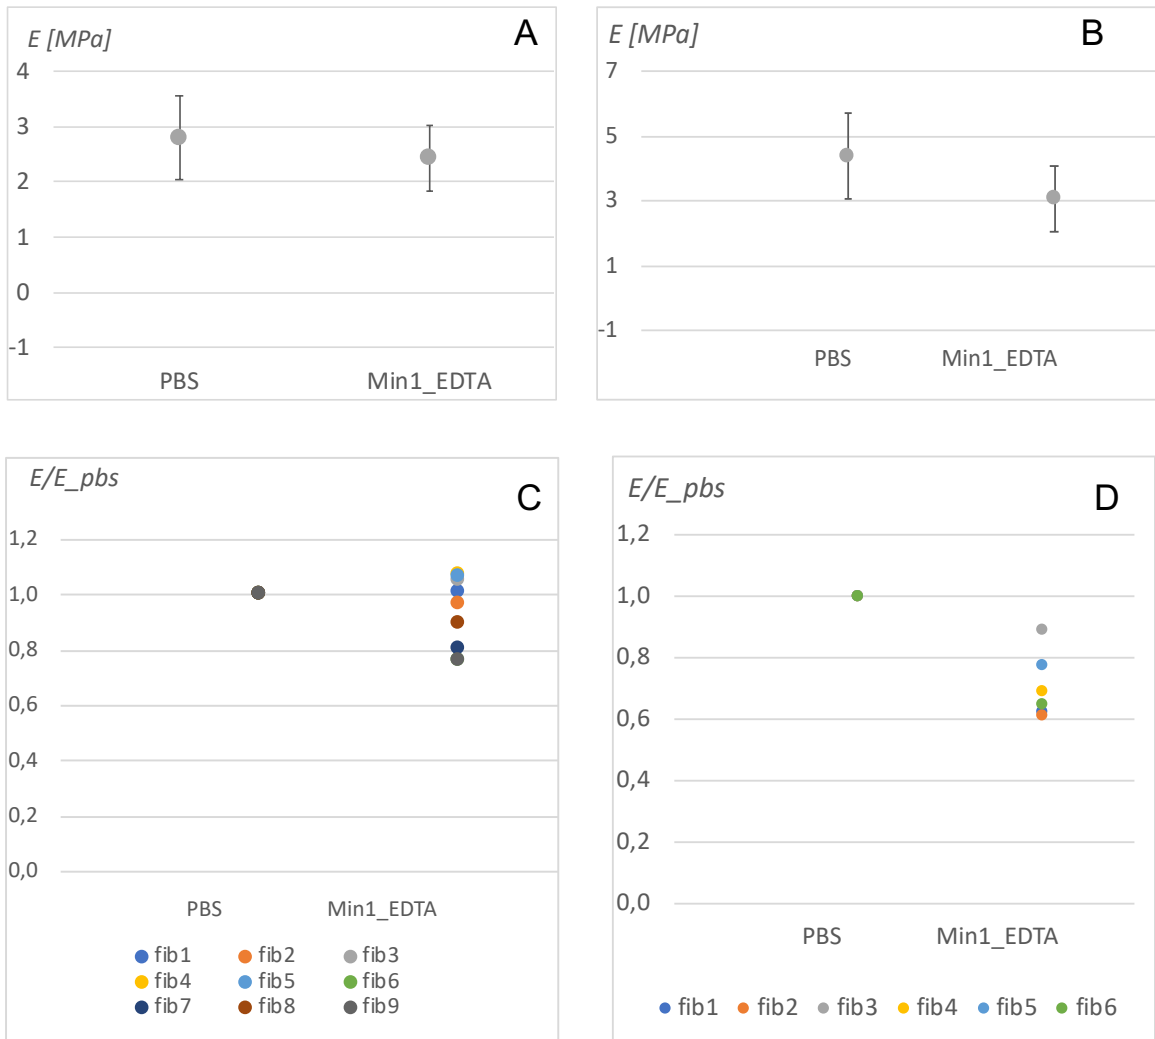 E [MPa]
A
4
3
2
1
0
-1
PBS Min1_EDTA
E [MPa]
B
7
5
3
1
-1
PBS Min1_EDTA
E/E_pbs
C
1,2
1,0
0,8
0,6
0,4
0,2
0,0
PBS Min1_EDTA
fib1 fib2 fib3
fib4 fib5 fib6
fib7 fib8 fib9
E/E_pbs
D
1,2
1,0
0,8
0,6
0,4
0,2
0,0
PBS Min1_EDTA
fib1 fib2 fib3 fib4 fib5 fib6